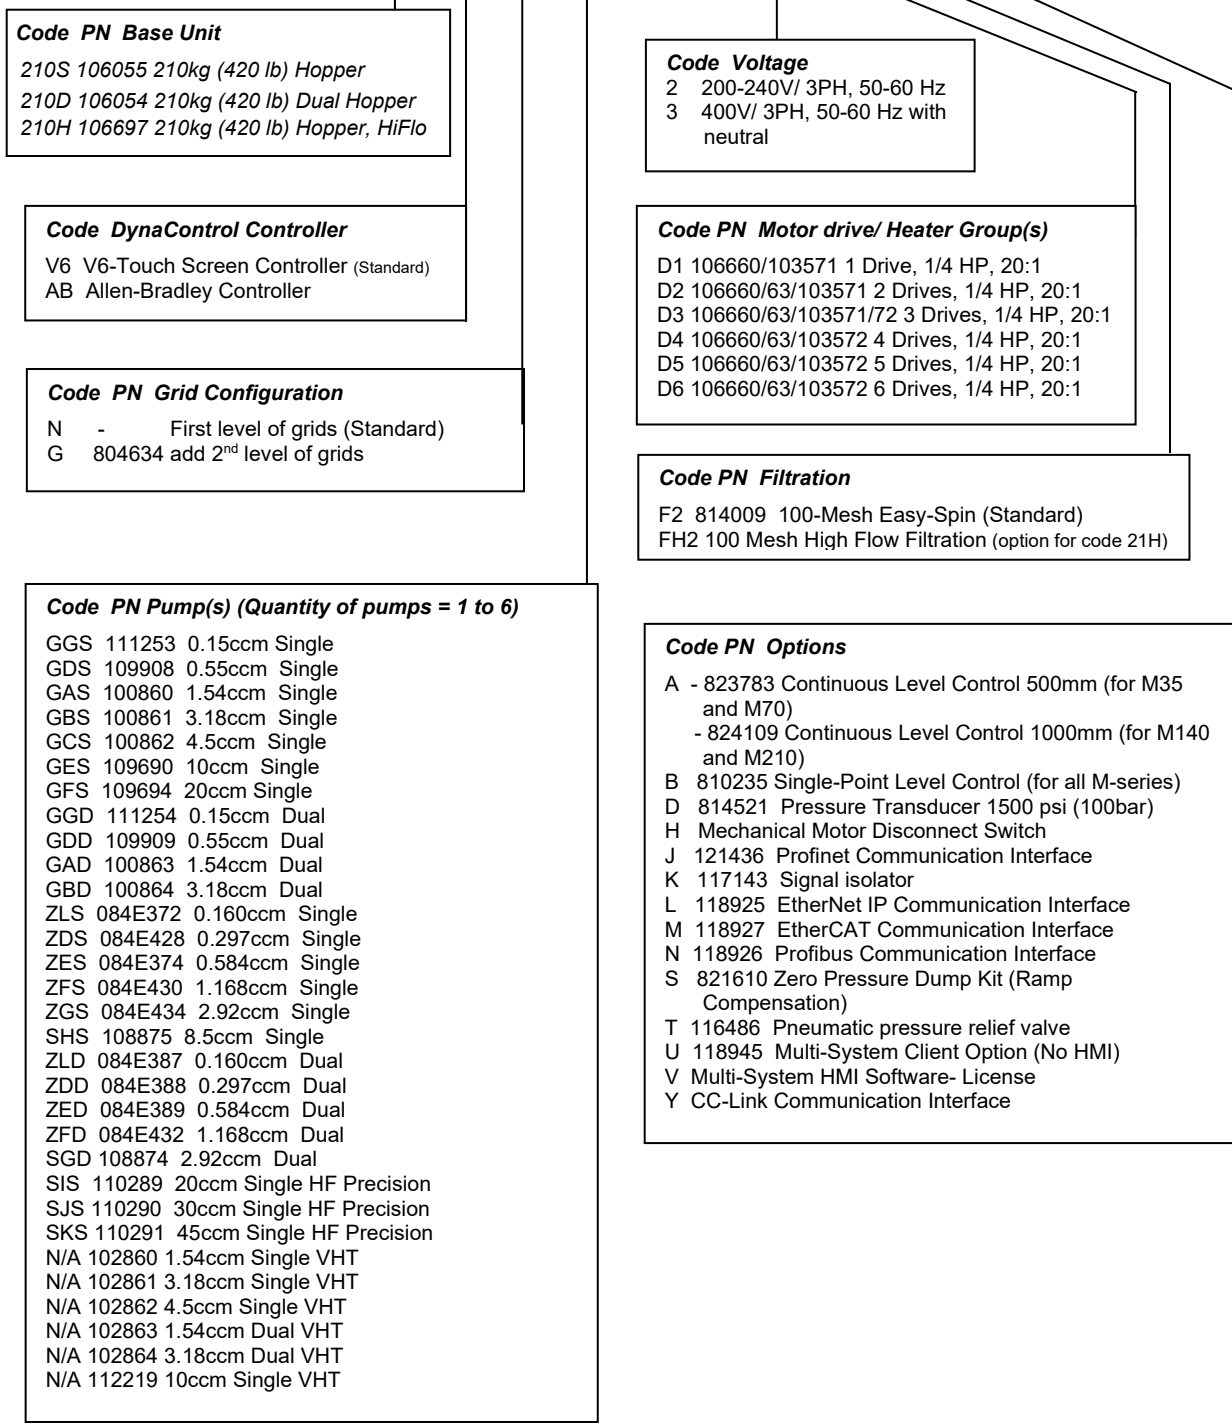 Code PN Base Unit
210S 106055 210kg (420 lb) Hopper
210D 106054 210kg (420 lb) Dual Hopper
210H 106697 210kg (420 lb) Hopper, HiFlo
Code DynaControl Controller
V6 V6-Touch Screen Controller (Standard)
AB Allen-Bradley Controller
Code PN Grid Configuration
N - First level of grids (Standard)
G 804634 add 2nd level of grids
Code PN Pump(s) (Quantity of pumps = 1 to 6)
GGS 111253 0.15ccm Single
GDS 109908 0.55ccm Single
GAS 100860 1.54ccm Single
GBS 100861 3.18ccm Single
GCS 100862 4.5ccm Single
GES 109690 10ccm Single
GFS 109694 20ccm Single
GGD 111254 0.15ccm Dual
GDD 109909 0.55ccm Dual
GAD 100863 1.54ccm Dual
GBD 100864 3.18ccm Dual
ZLS 084E372 0.160ccm Single
ZDS 084E428 0.297ccm Single
ZES 084E374 0.584ccm Single
ZFS 084E430 1.168ccm Single
ZGS 084E434 2.92ccm Single
SHS 108875 8.5ccm Single
ZLD 084E387 0.160ccm Dual
ZDD 084E388 0.297ccm Dual
ZED 084E389 0.584ccm Dual
ZFD 084E432 1.168ccm Dual
SGD 108874 2.92ccm Dual
SIS 110289 20ccm Single HF Precision
SJS 110290 30ccm Single HF Precision
SKS 110291 45ccm Single HF Precision
N/A 102860 1.54ccm Single VHT
N/A 102861 3.18ccm Single VHT
N/A 102862 4.5ccm Single VHT
N/A 102863 1.54ccm Dual VHT
N/A 102864 3.18ccm Dual VHT
N/A 112219 10ccm Single VHT
Code Voltage
2 200-240V/ 3PH, 50-60 Hz
3 400V/ 3PH, 50-60 Hz with
neutral
Code PN Motor drive/ Heater Group(s)
D1 106660/103571 1 Drive, 1/4 HP, 20:1
D2 106660/63/103571 2 Drives, 1/4 HP, 20:1
D3 106660/63/103571/72 3 Drives, 1/4 HP, 20:1
D4 106660/63/103572 4 Drives, 1/4 HP, 20:1
D5 106660/63/103572 5 Drives, 1/4 HP, 20:1
D6 106660/63/103572 6 Drives, 1/4 HP, 20:1
Code PN Filtration
F2 814009 100-Mesh Easy-Spin (Standard)
FH2 100 Mesh High Flow Filtration (option for code 21H)
Code PN Options
A - 823783 Continuous Level Control 500mm (for M35
and M70)
- 824109 Continuous Level Control 1000mm (for M140
and M210)
B 810235 Single-Point Level Control (for all M-series)
D 814521 Pressure Transducer 1500 psi (100bar)
H Mechanical Motor Disconnect Switch
J 121436 Profinet Communication Interface
K 117143 Signal isolator
L 118925 EtherNet IP Communication Interface
M 118927 EtherCAT Communication Interface
N 118926 Profibus Communication Interface
S 821610 Zero Pressure Dump Kit (Ramp
Compensation)
T 116486 Pneumatic pressure relief valve
U 118945 Multi-System Client Option (No HMI)
V Multi-System HMI Software- License
Y CC-Link Communication Interface